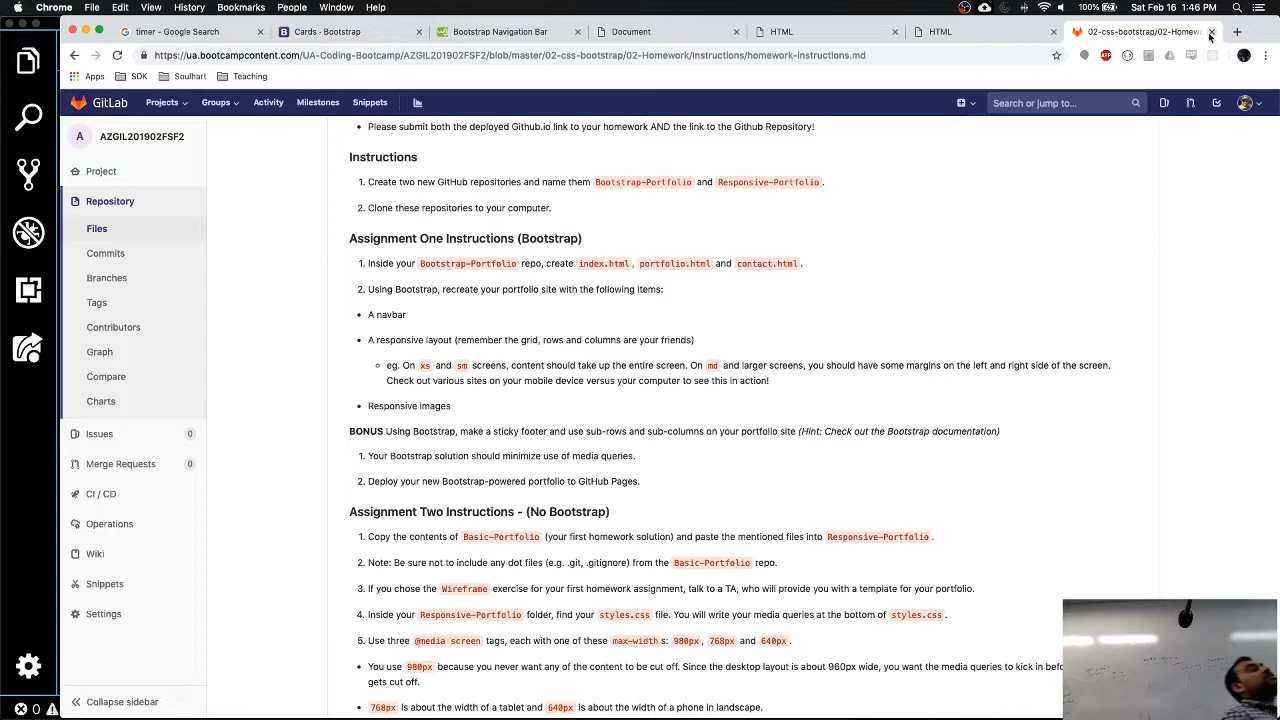 Chrome File Edit View History Bookmarks People Window Help
100% Sat Feb 16 1:46 PM
timer - Google Search
Cards · Bootstrap
Bootstrap Navigation Bar
Document
HTML
HTML
02-css-bootstrap/02-Homew
https://ua.bootcampcontent.com/UA-Coding-Bootcamp/AZGIL201902FSF2/blob/master/02-css-bootstrap/02-Homework/Instructions/homework-instructions.md
Apps SDK Soulhart Teaching
GitLab Projects Groups Activity Milestones Snippets
Search or jump to...
A AZGIL201902FSF2
Project
Repository
Files
Commits
Branches
Tags
Contributors
Graph
Compare
Charts
Issues 0
Merge Requests 0
CI / CD
Operations
Wiki
Snippets
Settings
Collapse sidebar
• Please submit both the deployed Github.io link to your homework AND the link to the Github Repository!
Instructions
1. Create two new GitHub repositories and name them Bootstrap-Portfolio and Responsive-Portfolio.
2. Clone these repositories to your computer.
Assignment One Instructions (Bootstrap)
1. Inside your Bootstrap-Portfolio repo, create index.html, portfolio.html and contact.html.
2. Using Bootstrap, recreate your portfolio site with the following items:
• A navbar
• A responsive layout (remember the grid, rows and columns are your friends)
◦ eg. On xs and sm screens, content should take up the entire screen. On md and larger screens, you should have some margins on the left and right side of the screen.
Check out various sites on your mobile device versus your computer to see this in action!
• Responsive images
BONUS Using Bootstrap, make a sticky footer and use sub-rows and sub-columns on your portfolio site (Hint: Check out the Bootstrap documentation)
1. Your Bootstrap solution should minimize use of media queries.
2. Deploy your new Bootstrap-powered portfolio to GitHub Pages.
Assignment Two Instructions - (No Bootstrap)
1. Copy the contents of Basic-Portfolio (your first homework solution) and paste the mentioned files into Responsive-Portfolio.
2. Note: Be sure not to include any dot files (e.g. .git, .gitignore) from the Basic-Portfolio repo.
3. If you chose the Wireframe exercise for your first homework assignment, talk to a TA, who will provide you with a template for your portfolio.
4. Inside your Responsive-Portfolio folder, find your styles.css file. You will write your media queries at the bottom of styles.css.
5. Use three @media screen tags, each with one of these max-width s: 980px, 768px and 640px.
• You use 980px because you never want any of the content to be cut off. Since the desktop layout is about 960px wide, you want the media queries to kick in
gets cut off.
• 768px is about the width of a tablet and 640px is about the width of a phone in landscape.
0